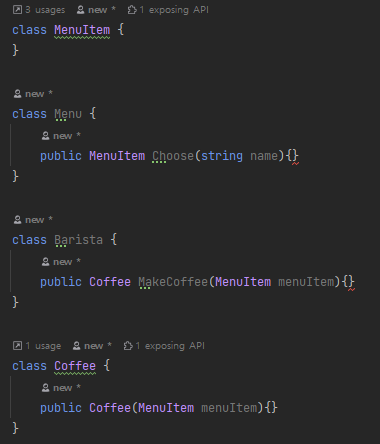 3 usages new * 1 exposing API
class MenuItem {
}
new *
class Menu {
new *
public MenuItem Choose(string name){}
}
new *
class Barista {
new *
public Coffee MakeCoffee(MenuItem menuItem){}
}
1 usage new * 1 exposing API
class Coffee {
new *
public Coffee(MenuItem menuItem){}
}